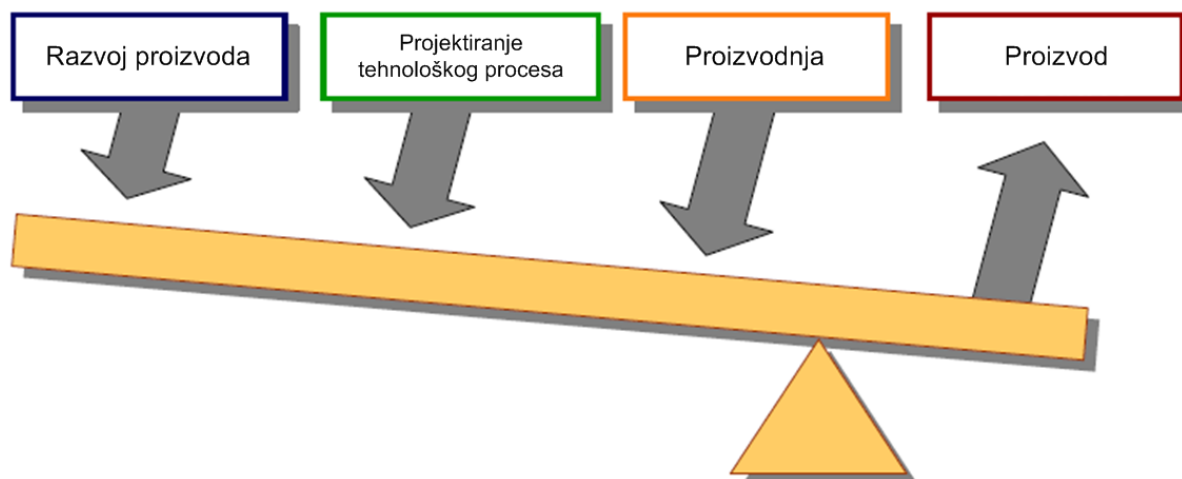 Razvoj proizvoda
Projektiranje
tehnološkog procesa
Proizvodnja
Proizvod